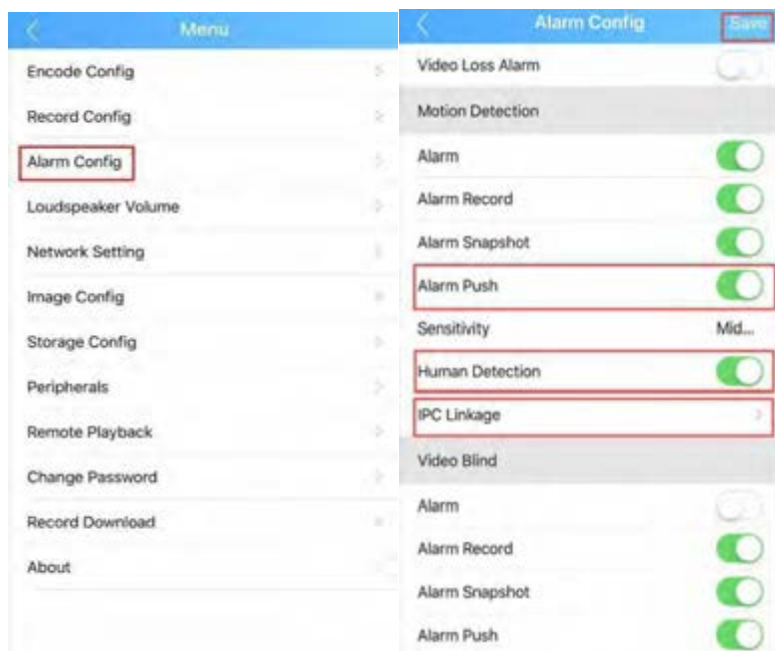 Menu
Encode Config
Record Config
Alarm Config
Loudspeaker Volume
Network Setting
Image Config
Storage Config
Peripherals
Remote Playback
Change Password
Record Download
About
Alarm Config
Save
Video Loss Alarm
Motion Detection
Alarm
Alarm Record
Alarm Snapshot
Alarm Push
Sensitivity Mid...
Human Detection
IPC Linkage
Video Blind
Alarm
Alarm Record
Alarm Snapshot
Alarm Push